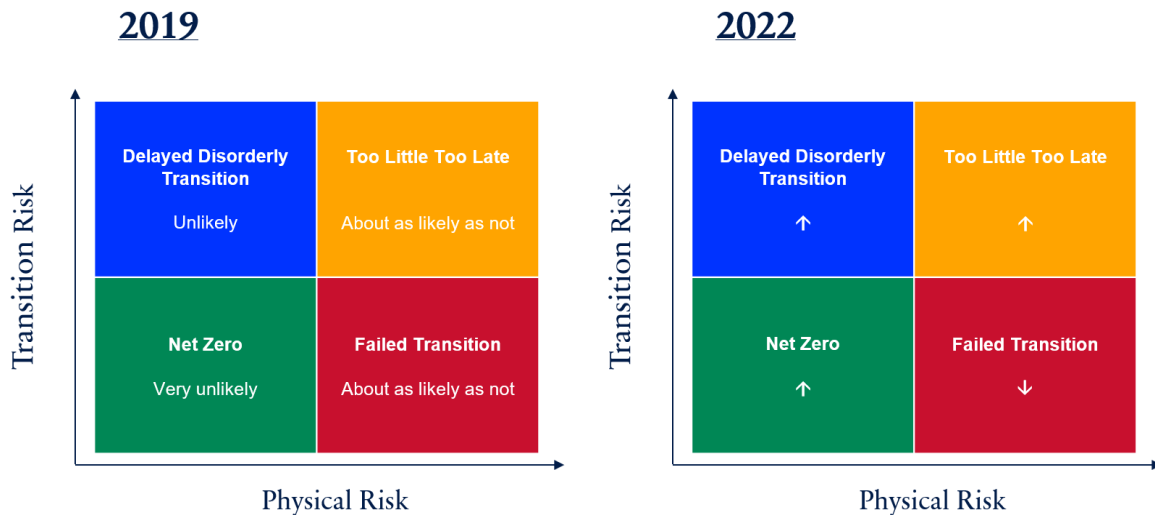 2019
Transition Risk
Delayed Disorderly
Transition
Unlikely
Too Little Too Late
About as likely as not
Net Zero
Very unlikely
Failed Transition
About as likely as not
Physical Risk
2022
Transition Risk
Delayed Disorderly
Transition
↑
Too Little Too Late
↑
Net Zero
↑
Failed Transition
↓
Physical Risk